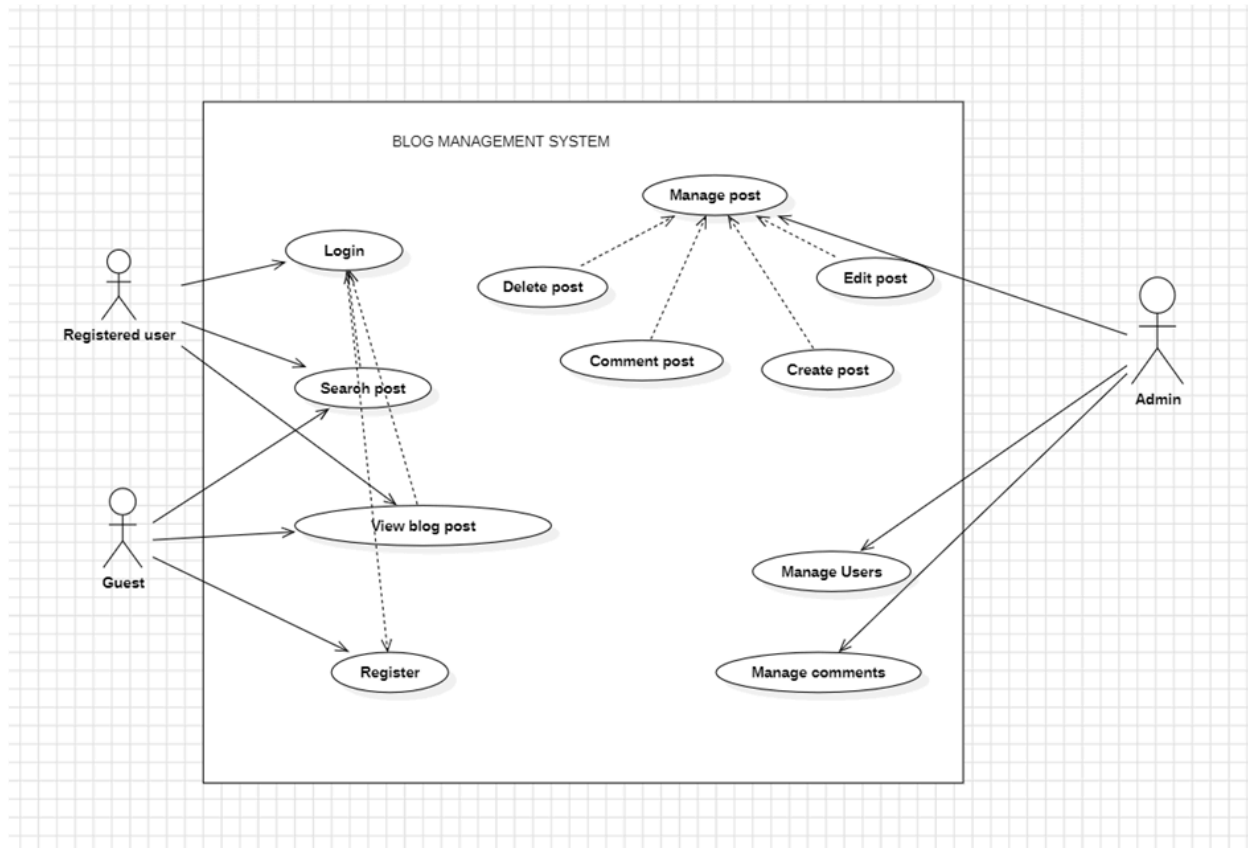 BLOG MANAGEMENT SYSTEM
Manage post
Login
Delete post
Edit post
Registered user
Comment post
Create post
Search post
Admin
View blog post
Guest
Manage Users
Register
Manage comments